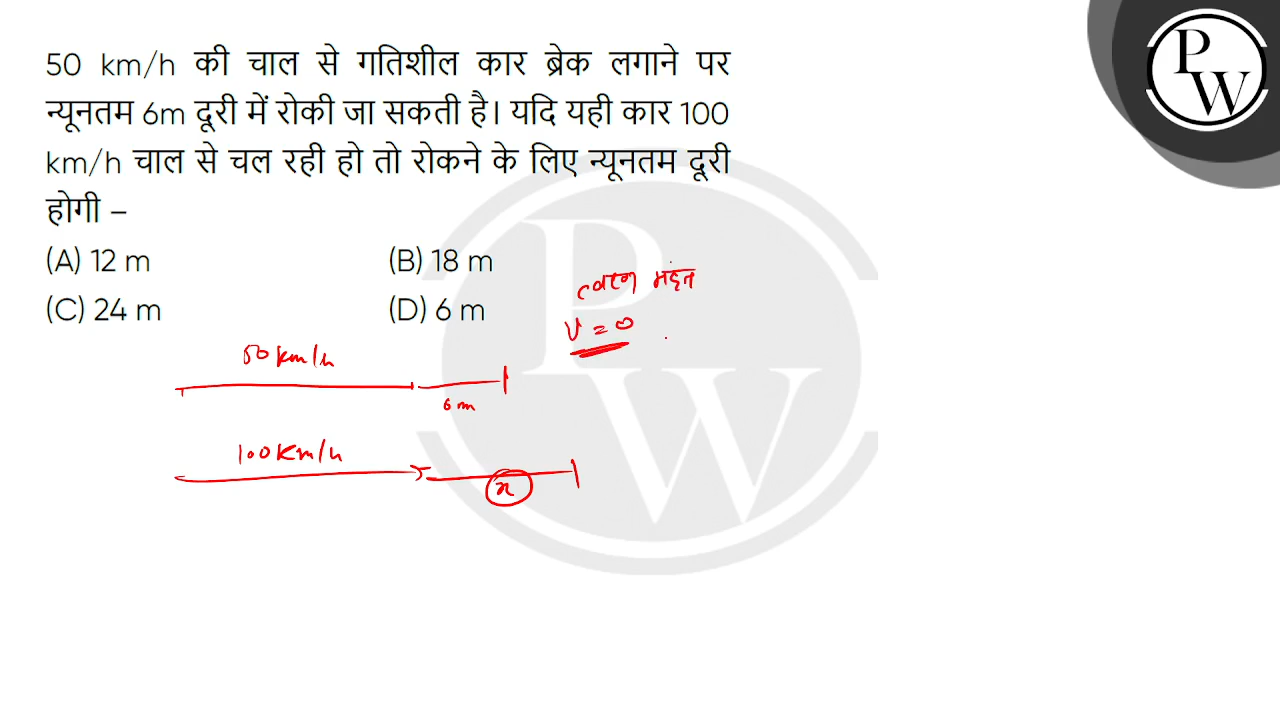 50 km/h की चाल से गतिशील कार ब्रेक लगाने पर
न्यूनतम 6m दूरी में रोकी जा सकती है। यदि यही कार 100
km/h चाल से चल रही हो तो रोकने के लिए न्यूनतम दूरी
होगी –
(A) 12 m (B) 18 m
(C) 24 m (D) 6 m
त्वरण
v = 0
50 km/h
6 m
100 km/h
x
P
W
P
W